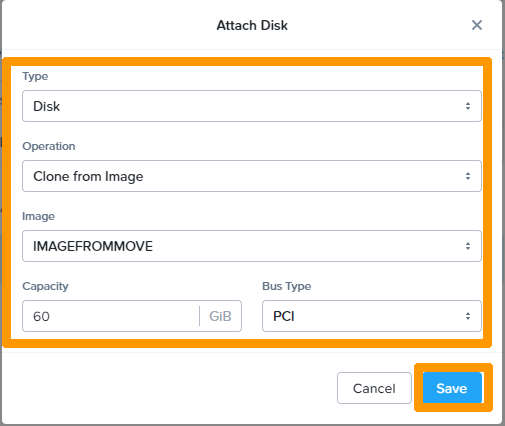 Attach Disk
Type
Disk
Operation
Clone from Image
Image
IMAGEFROMMOVE
Capacity Bus Type
60 GiB PCI
Cancel Save